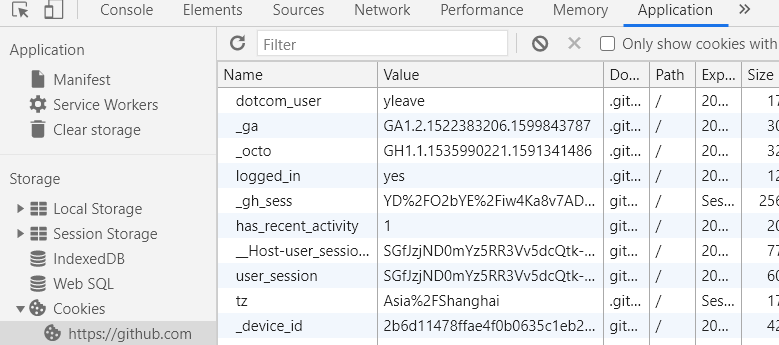 Console Elements Sources Network Performance Memory Application »
Application
Manifest
Service Workers
Clear storage
Storage
Local Storage
Session Storage
IndexedDB
Web SQL
Cookies
https://github.com
Filter Only show cookies with
Name Value Do... Path Exp... Size
dotcom_user yleave .git... / 20... 17
_ga GA1.2.1522383206.1599843787 .git... / 20... 30
_octo GH1.1.1535990221.1591341486 .git... / 20... 32
logged_in yes .git... / 20... 12
_gh_sess YD%2FO2bYE%2Fiw4Ka8v7AD... git... / Ses... 256
has_recent_activity 1 git... / 20... 20
__Host-user_sessio... SGfJzjND0mYz5RR3Vv5dcQtk-... git... / 20... 77
user_session SGfJzjND0mYz5RR3Vv5dcQtk-... git... / 20... 60
tz Asia%2FShanghai .git... / Ses... 17
_device_id 2b6d11478ffae4f0b0635c1eb2... git... / 20... 42